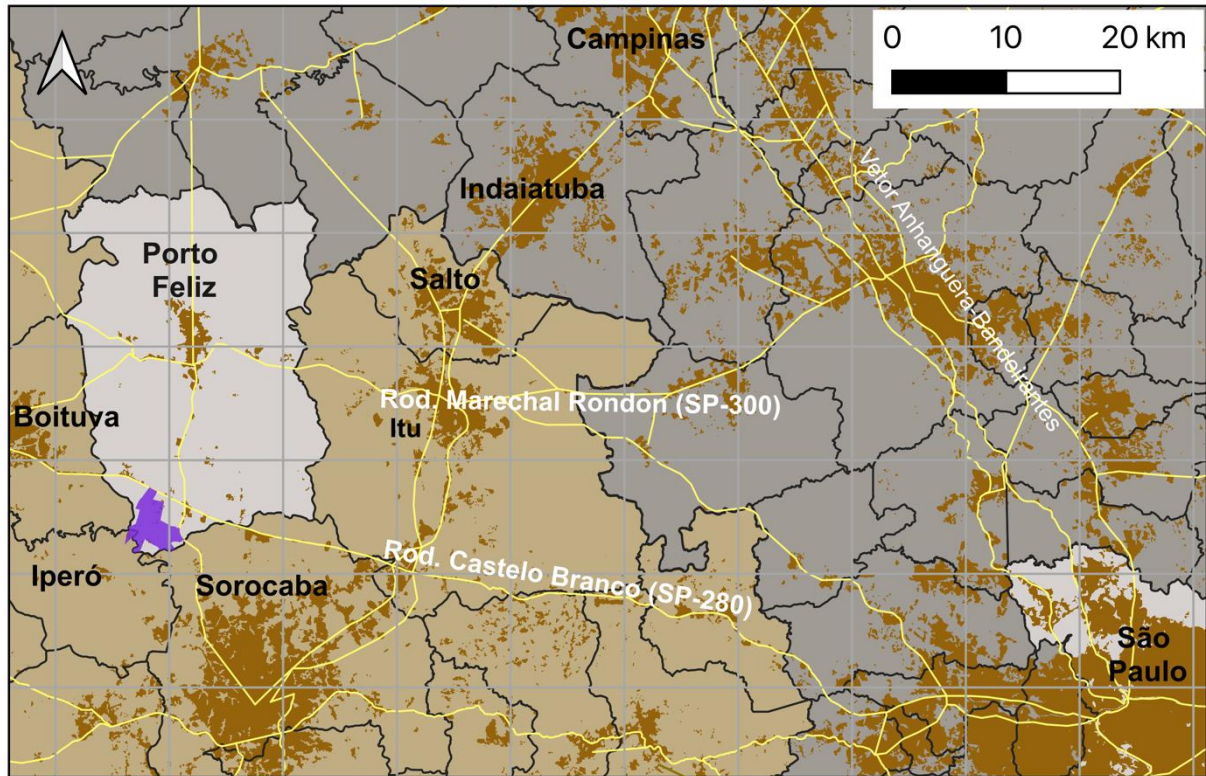 Campinas
0 10 20 km
Vetor Anhanguera-Bandeirantes
Indaiatuba
Porto
Feliz
Salto
Rod. Marechal Rondon (SP-300)
Boituva
Itu
Rod. Castelo Branco (SP-280)
Iperó
Sorocaba
São
Paulo